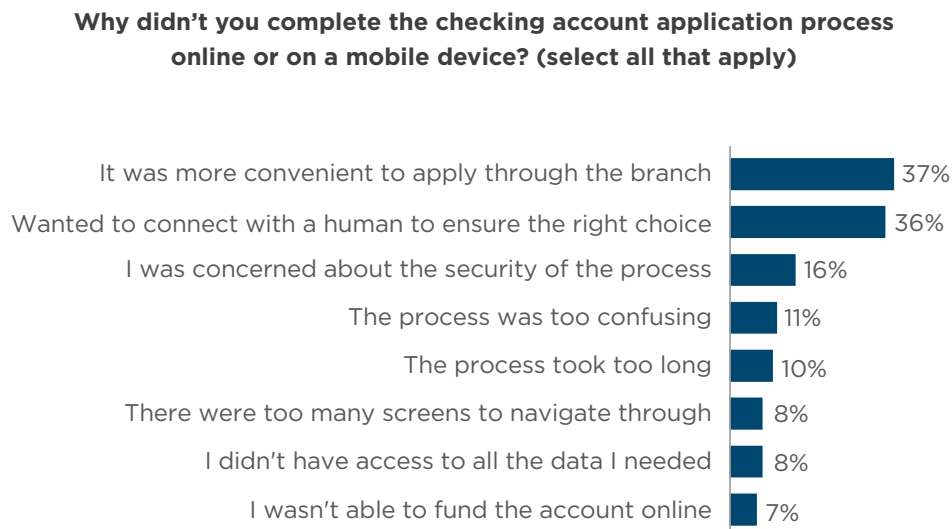 Why didn’t you complete the checking account application process
online or on a mobile device? (select all that apply)
It was more convenient to apply through the branch 37%
Wanted to connect with a human to ensure the right choice 36%
I was concerned about the security of the process 16%
The process was too confusing 11%
The process took too long 10%
There were too many screens to navigate through 8%
I didn't have access to all the data I needed 8%
I wasn't able to fund the account online 7%